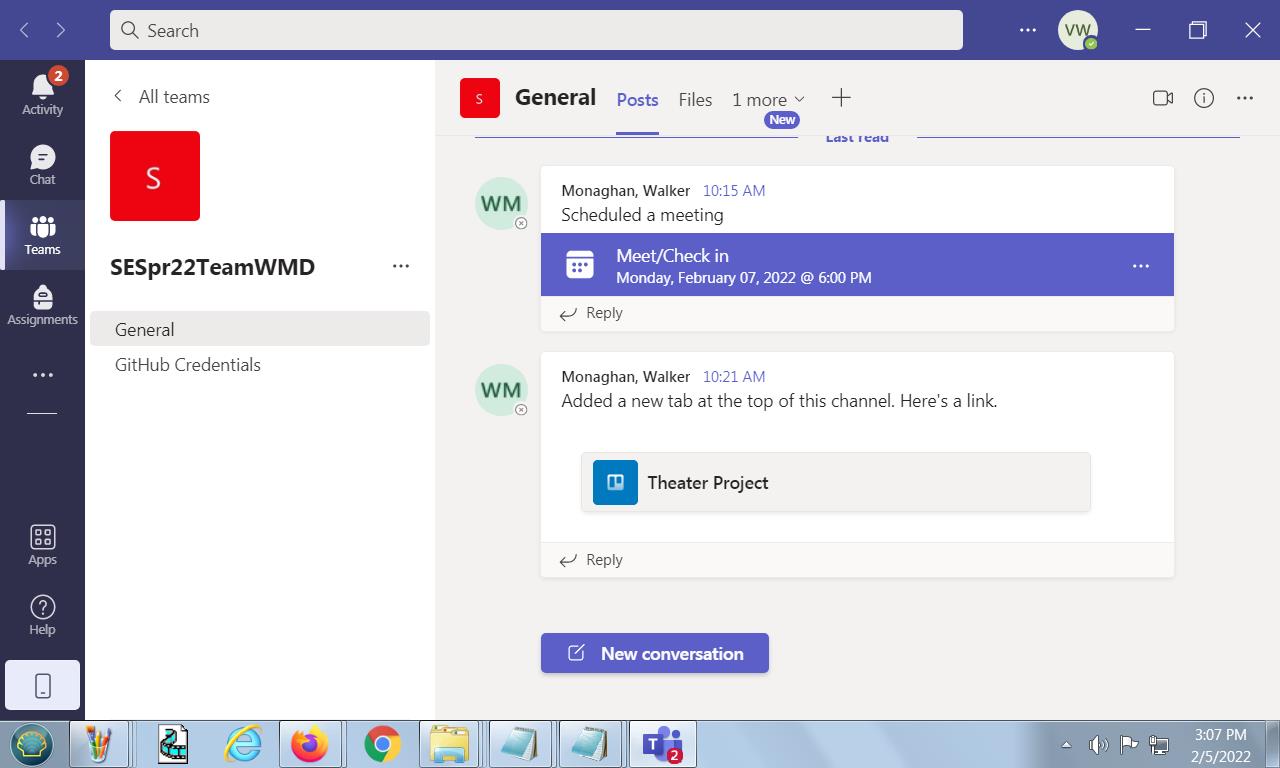 Search
VW
2
Activity
Chat
Teams
Assignments
Apps
Help
All teams
S
SESpr22TeamWMD
General
GitHub Credentials
S
General
Posts
Files
1 more
New
Last read
WM
Monaghan, Walker 10:15 AM
Scheduled a meeting
Meet/Check in
Monday, February 07, 2022 @ 6:00 PM
Reply
WM
Monaghan, Walker 10:21 AM
Added a new tab at the top of this channel. Here's a link.
Theater Project
Reply
New conversation
T
2
3:07 PM
2/5/2022